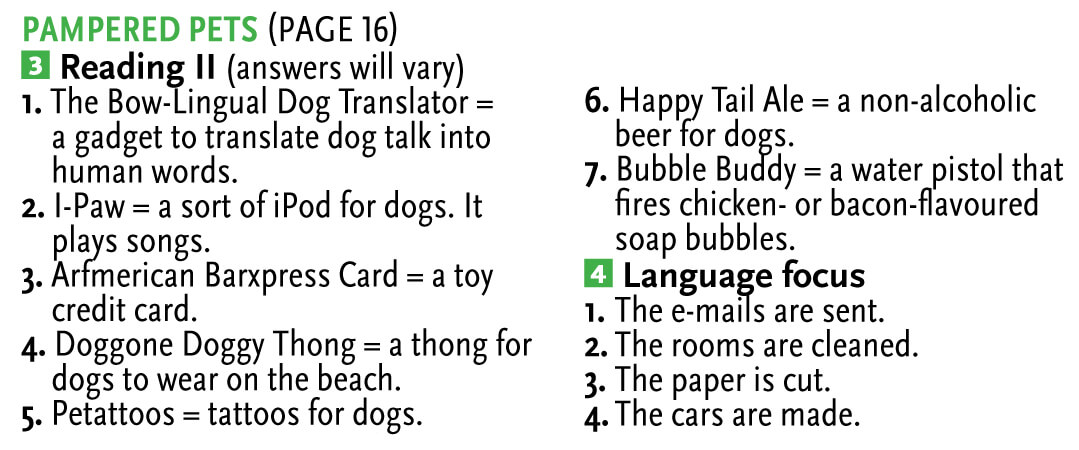 PAMPERED PETS (PAGE 16)
3 Reading II (answers will vary)
1. The Bow-Lingual Dog Translator =
a gadget to translate dog talk into
human words.
2. I-Paw = a sort of iPod for dogs. It
plays songs.
3. Arfmerican Barxpress Card = a toy
credit card.
4. Doggone Doggy Thong = a thong for
dogs to wear on the beach.
5. Petattoos = tattoos for dogs.
6. Happy Tail Ale = a non-alcoholic
beer for dogs.
7. Bubble Buddy = a water pistol that
fires chicken- or bacon-flavoured
soap bubbles.
4 Language focus
1. The e-mails are sent.
2. The rooms are cleaned.
3. The paper is cut.
4. The cars are made.